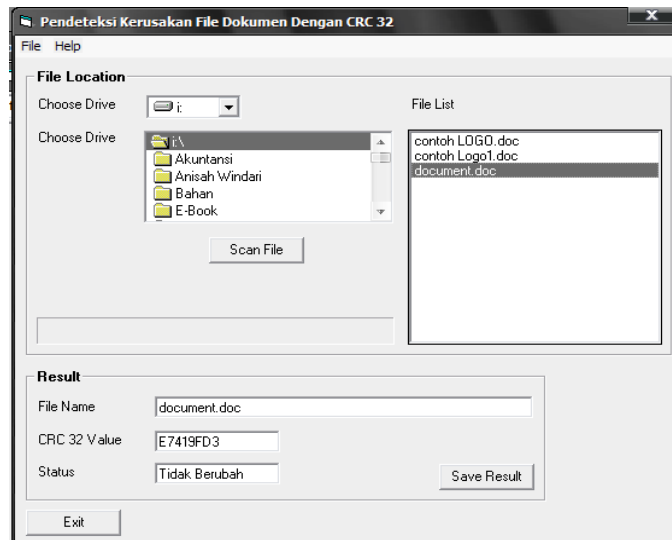 Pendeteksi Kerusakan File Dokumen Dengan CRC 32
X
File Help
File Location
Choose Drive
i:
File List
Choose Drive
i:\
Akuntansi
Anisah Windari
Bahan
E-Book
contoh LOGO.doc
contoh Logo1.doc
document.doc
Scan File
Result
File Name
document.doc
CRC 32 Value
E7419FD3
Status
Tidak Berubah
Save Result
Exit